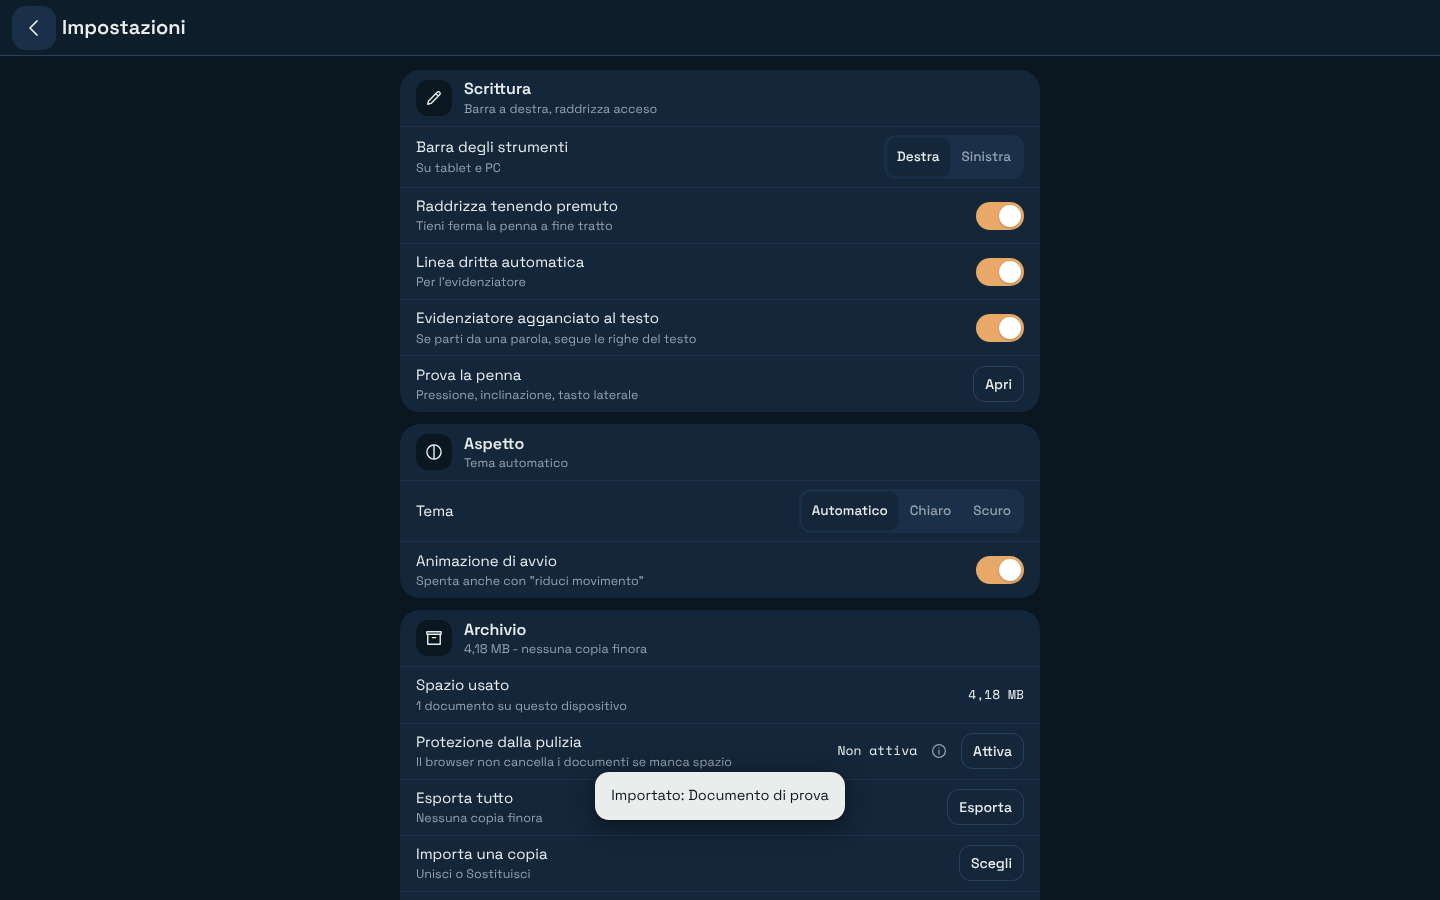 Impostazioni
Scrittura
Barra a destra, raddrizza acceso
Barra degli strumenti
Su tablet e PC
Destra
Sinistra
Raddrizza tenendo premuto
Tieni ferma la penna a fine tratto
Linea dritta automatica
Per l'evidenziatore
Evidenziatore agganciato al testo
Se parti da una parola, segue le righe del testo
Prova la penna
Pressione, inclinazione, tasto laterale
Apri
Aspetto
Tema automatico
Tema
Automatico
Chiaro
Scuro
Animazione di avvio
Spenta anche con "riduci movimento"
Archivio
4,18 MB - nessuna copia finora
Spazio usato
1 documento su questo dispositivo
4,18 MB
Protezione dalla pulizia
Il browser non cancella i documenti se manca spazio
Non attiva
Attiva
Importato: Documento di prova
Esporta tutto
Nessuna copia finora
Esporta
Importa una copia
Unisci o Sostituisci
Scegli